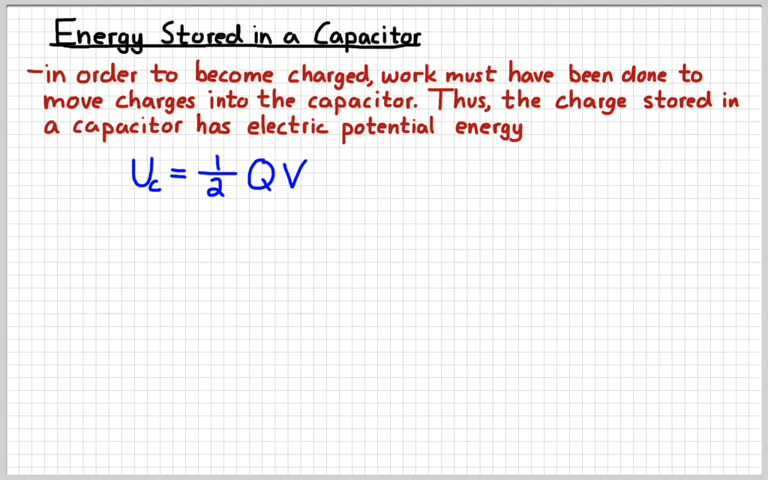 Energy Stored in a Capacitor
-in order to become charged, work must have been done to
move charges into the capacitor. Thus, the charge stored in
a capacitor has electric potential energy
U_c = 1/2 Q V